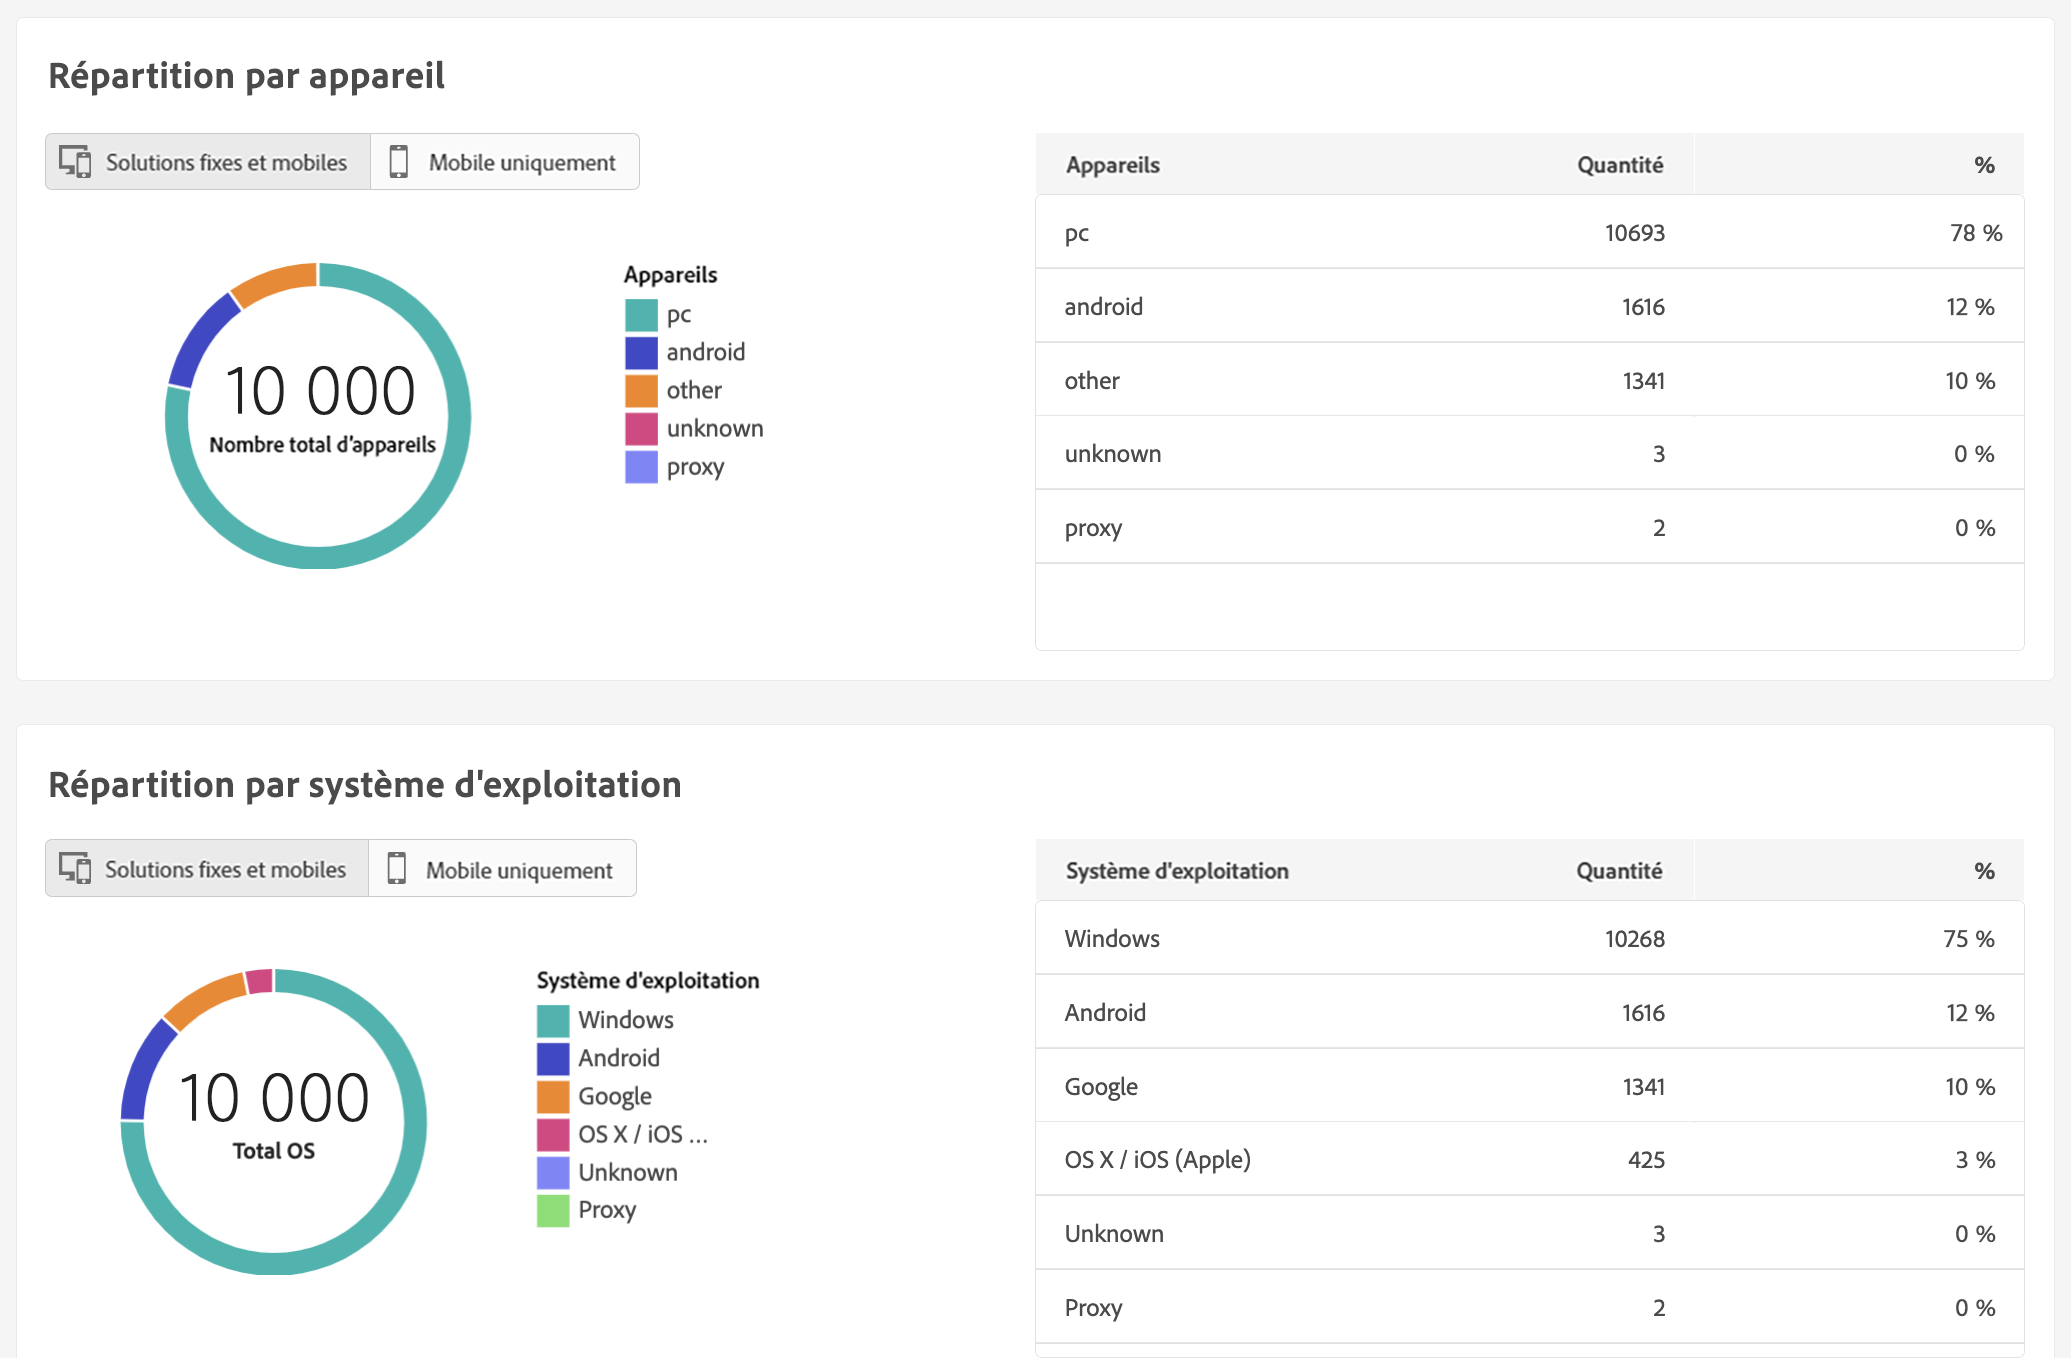 Répartition par appareil
Solutions fixes et mobiles Mobile uniquement
10 000
Nombre total d'appareils
Appareils
pc
android
other
unknown
proxy
Appareils Quantité %
pc 10693 78 %
android 1616 12 %
other 1341 10 %
unknown 3 0 %
proxy 2 0 %
Répartition par système d'exploitation
Solutions fixes et mobiles Mobile uniquement
10 000
Total OS
Système d'exploitation
Windows
Android
Google
OS X / iOS ...
Unknown
Proxy
Système d'exploitation Quantité %
Windows 10268 75 %
Android 1616 12 %
Google 1341 10 %
OS X / iOS (Apple) 425 3 %
Unknown 3 0 %
Proxy 2 0 %